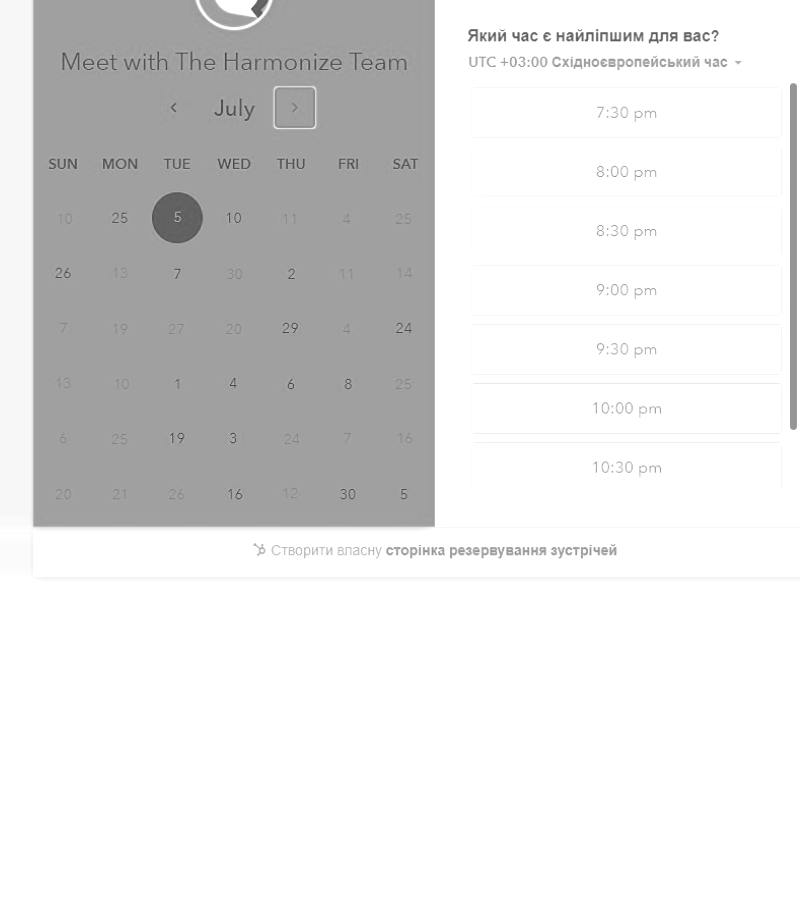 Meet with The Harmonize Team
July
SUN MON TUE WED THU FRI SAT
10 25 5 10 11 4 25
26 13 7 30 2 11 14
7 19 27 20 29 4 24
13 10 1 4 6 8 25
6 25 19 3 24 7 16
20 21 26 16 12 30 5
Який час є найліпшим для вас?
UTC +03:00 Східноєвропейський час
7:30 pm
8:00 pm
8:30 pm
9:00 pm
9:30 pm
10:00 pm
10:30 pm
Створити власну сторінка резервування зустрічей